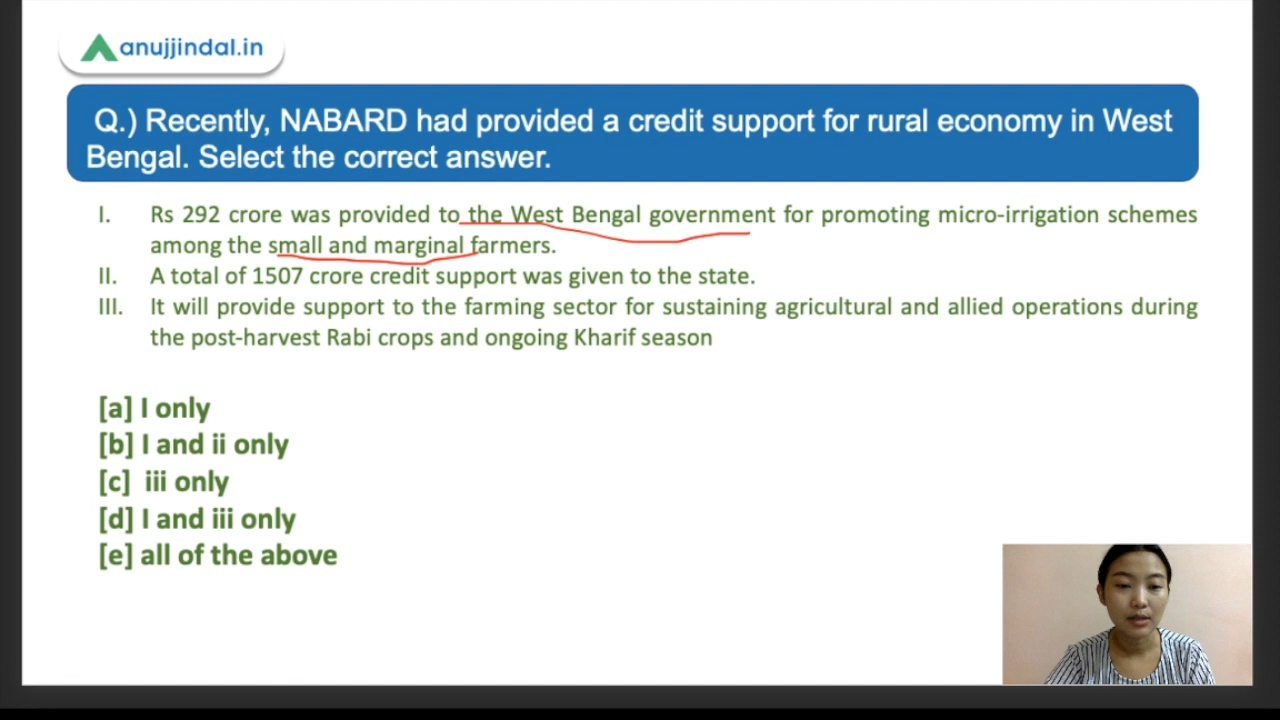 anujjindal.in
Q.) Recently, NABARD had provided a credit support for rural economy in West
Bengal. Select the correct answer.
I. Rs 292 crore was provided to the West Bengal government for promoting micro-irrigation schemes
among the small and marginal farmers.
II. A total of 1507 crore credit support was given to the state.
III. It will provide support to the farming sector for sustaining agricultural and allied operations during
the post-harvest Rabi crops and ongoing Kharif season
[a] I only
[b] I and ii only
[c] iii only
[d] I and iii only
[e] all of the above